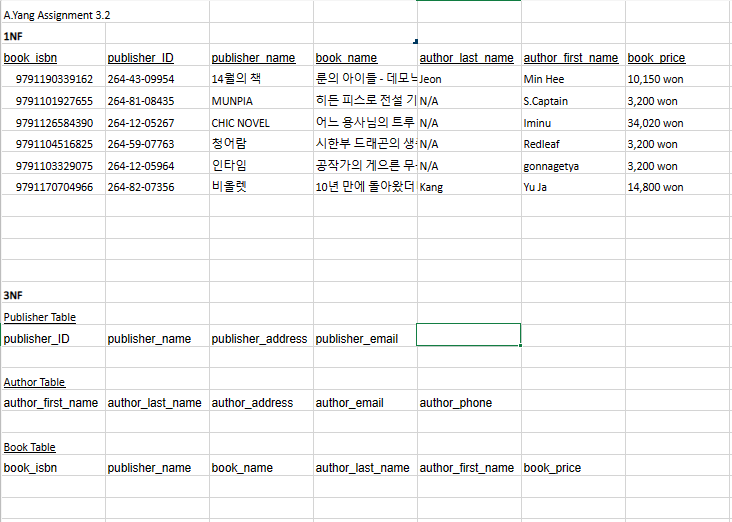 A.Yang Assignment 3.2
1NF
book_isbn publisher_ID publisher_name book_name author_last_name author_first_name book_price
9791190339162 264-43-09954 14월의 책 룬의 아이들 - 데모 Jeon Min Hee 10,150 won
9791101927655 264-81-08435 MUNPIA 히든 피스로 전설 N/A S.Captain 3,200 won
9791126584390 264-12-05267 CHIC NOVEL 어느 용사님의 트루 N/A Iminu 34,020 won
9791104516825 264-59-07763 청어람 시한부 드래곤의 N/A Redleaf 3,200 won
9791103329075 264-12-05964 인타임 공작가의 게으른 N/A gonnagetya 3,200 won
9791170704966 264-82-07356 비올렛 10년 만에 돌아왔더 Kang Yu Ja 14,800 won
3NF
Publisher Table
publisher_ID publisher_name publisher_address publisher_email
Author Table
author_first_name author_last_name author_address author_email author_phone
Book Table
book_isbn publisher_name book_name author_last_name author_first_name book_price